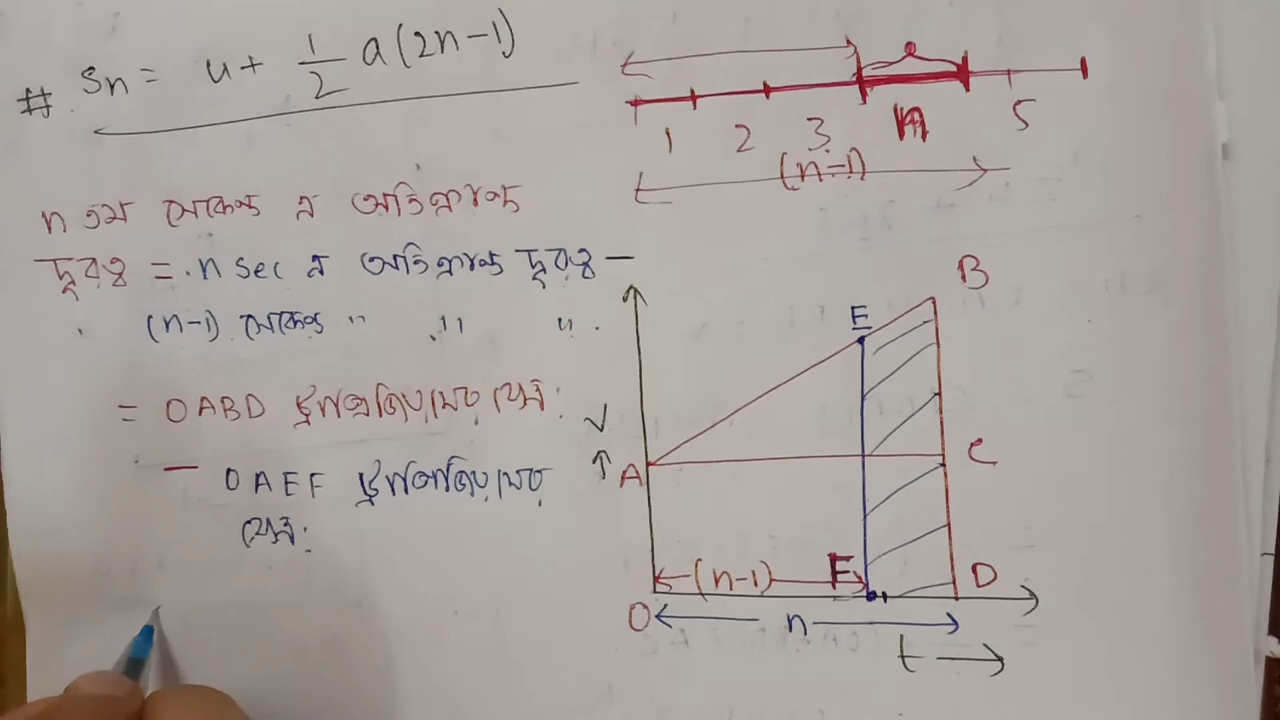 # Sn = u + 1/2 a(2n-1)
1 2 3 n 5
(n-1)
n তম সেকেন্ড এ অতিক্রান্ত
দূরত্ব = n sec এ অতিক্রান্ত দূরত্ব –
(n-1) সেকেন্ড " " " .
= OABD ট্রাপিজিয়ামের ক্ষেত্র:
– OAEF ট্রাপিজিয়ামের
ক্ষেত্র:
B
E
V ↑
A
C
(n-1)
F
D
O
n
t →